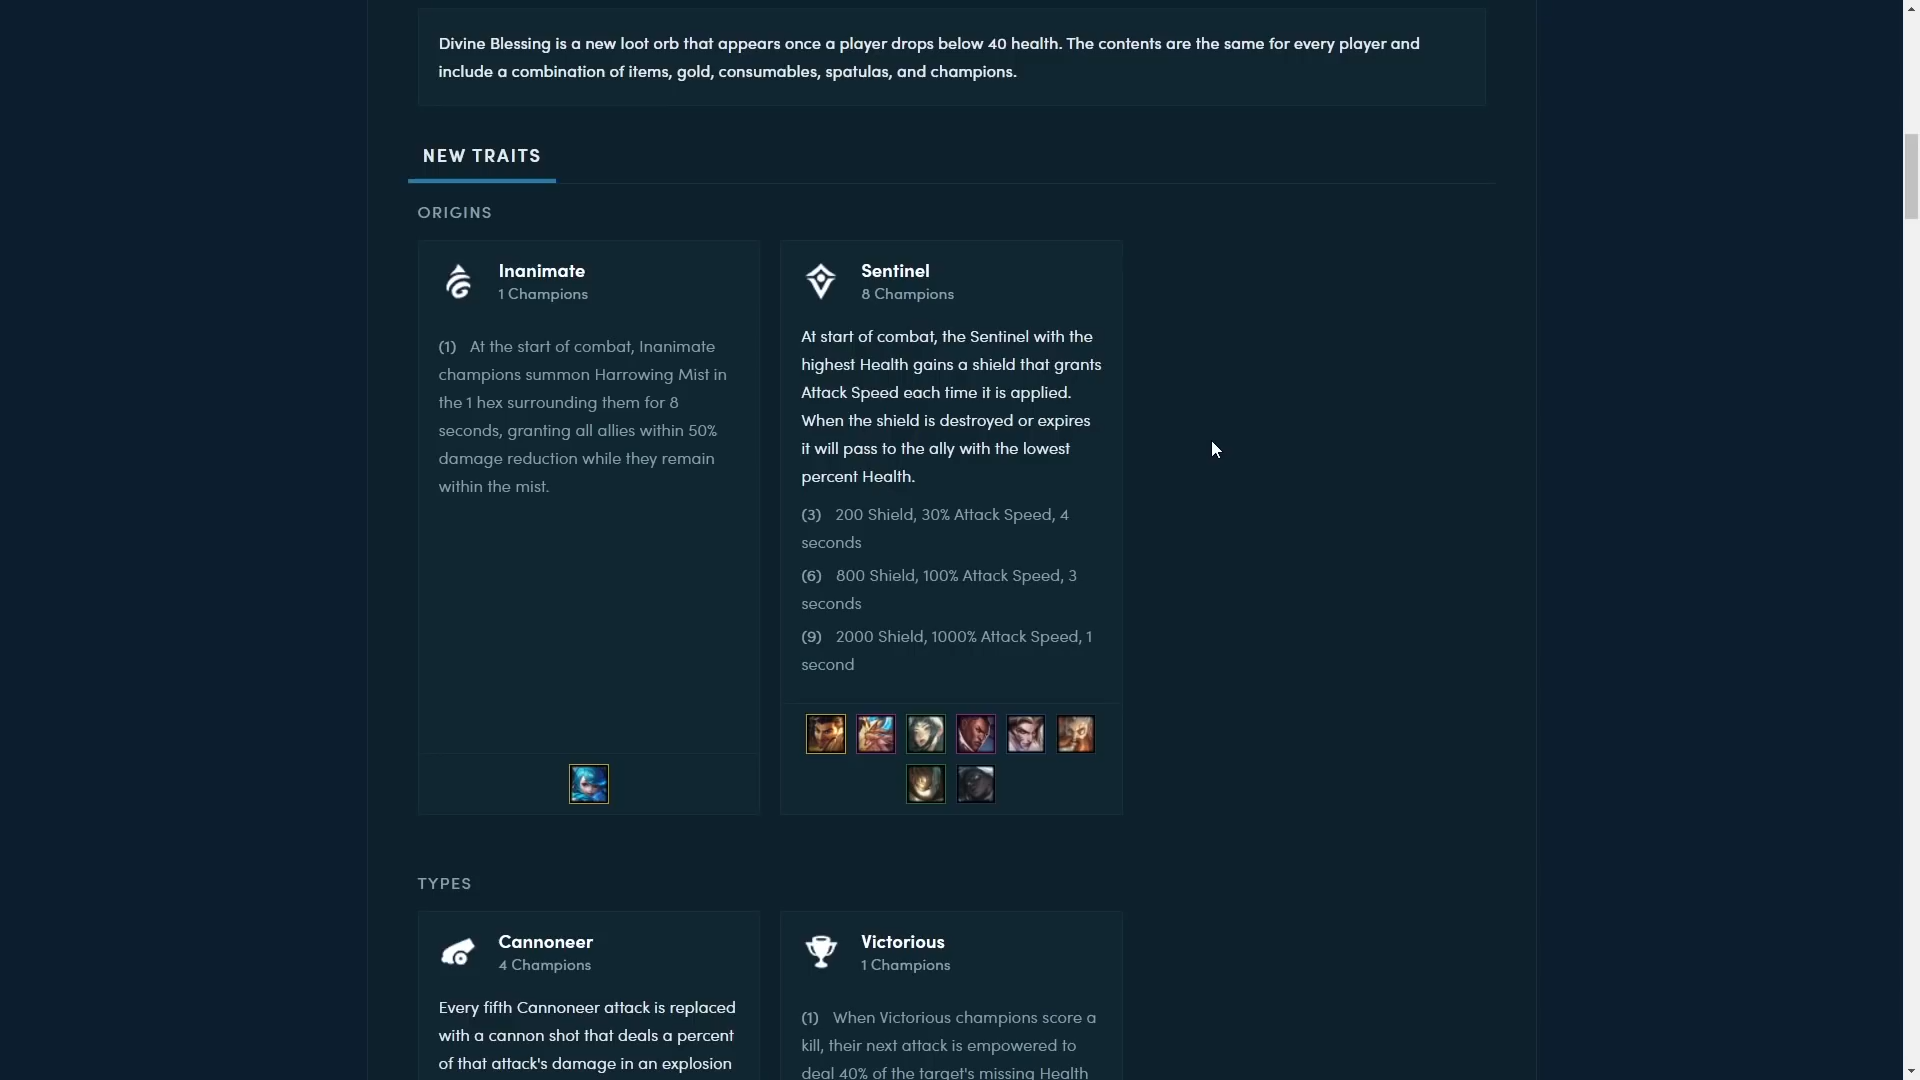 Divine Blessing is a new loot orb that appears once a player drops below 40 health. The contents are the same for every player and
include a combination of items, gold, consumables, spatulas, and champions.
NEW TRAITS
ORIGINS
Inanimate
1 Champions
(1) At the start of combat, Inanimate
champions summon Harrowing Mist in
the 1 hex surrounding them for 8
seconds, granting all allies within 50%
damage reduction while they remain
within the mist.
Sentinel
8 Champions
At start of combat, the Sentinel with the
highest Health gains a shield that grants
Attack Speed each time it is applied.
When the shield is destroyed or expires
it will pass to the ally with the lowest
percent Health.
(3) 200 Shield, 30% Attack Speed, 4
seconds
(6) 800 Shield, 100% Attack Speed, 3
seconds
(9) 2000 Shield, 1000% Attack Speed, 1
second
TYPES
Cannoneer
4 Champions
Every fifth Cannoneer attack is replaced
with a cannon shot that deals a percent
of that attack's damage in an explosion
Victorious
1 Champions
(1) When Victorious champions score a
kill, their next attack is empowered to
deal 40% of the target's missing Health